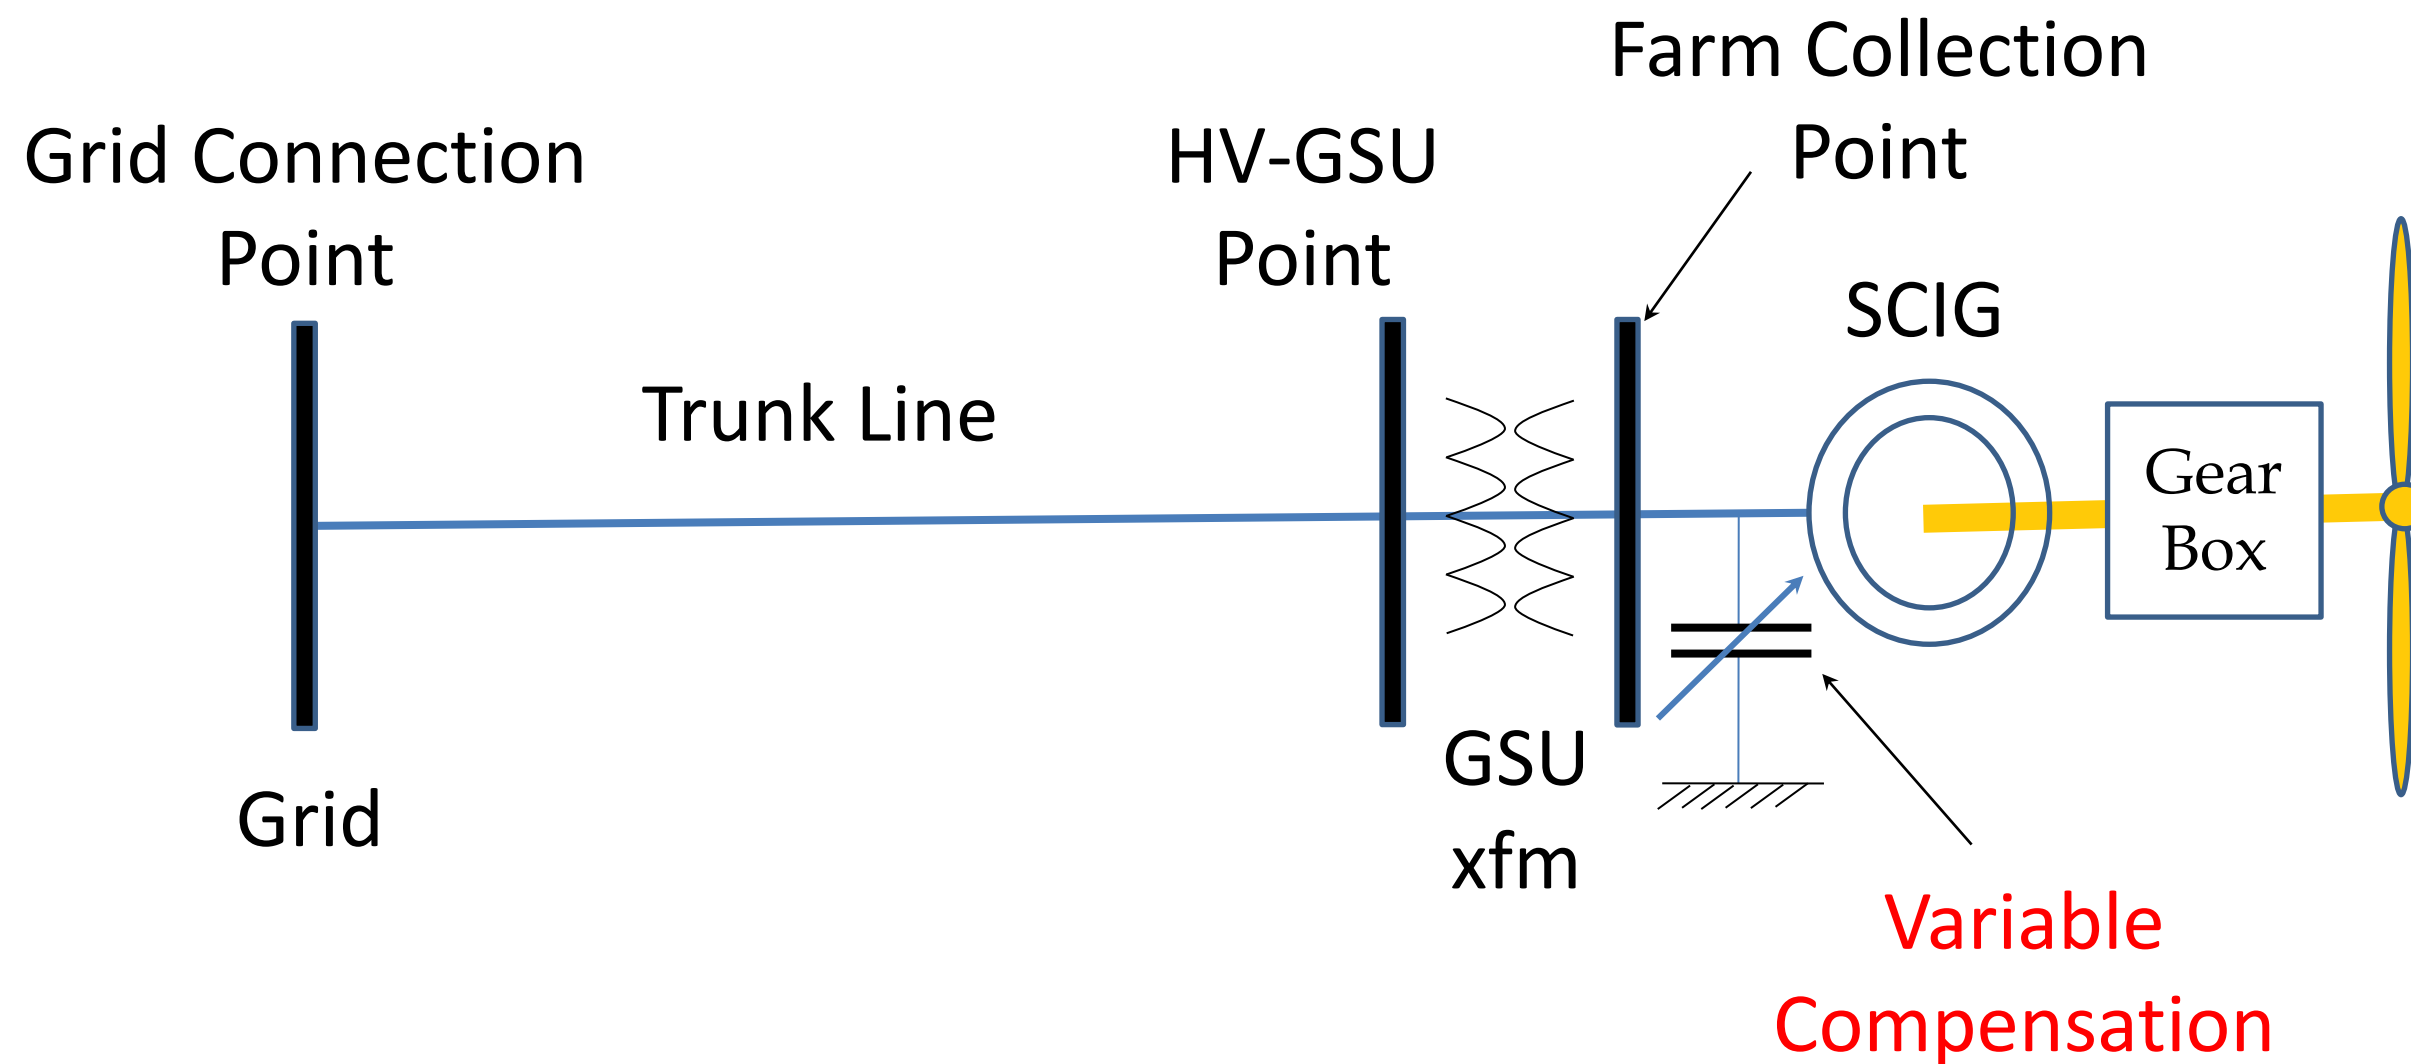 Farm Collection
Point
Grid Connection
Point
HV-GSU
Point
SCIG
Trunk Line
Gear
Box
GSU
xfm
Grid
Variable
Compensation